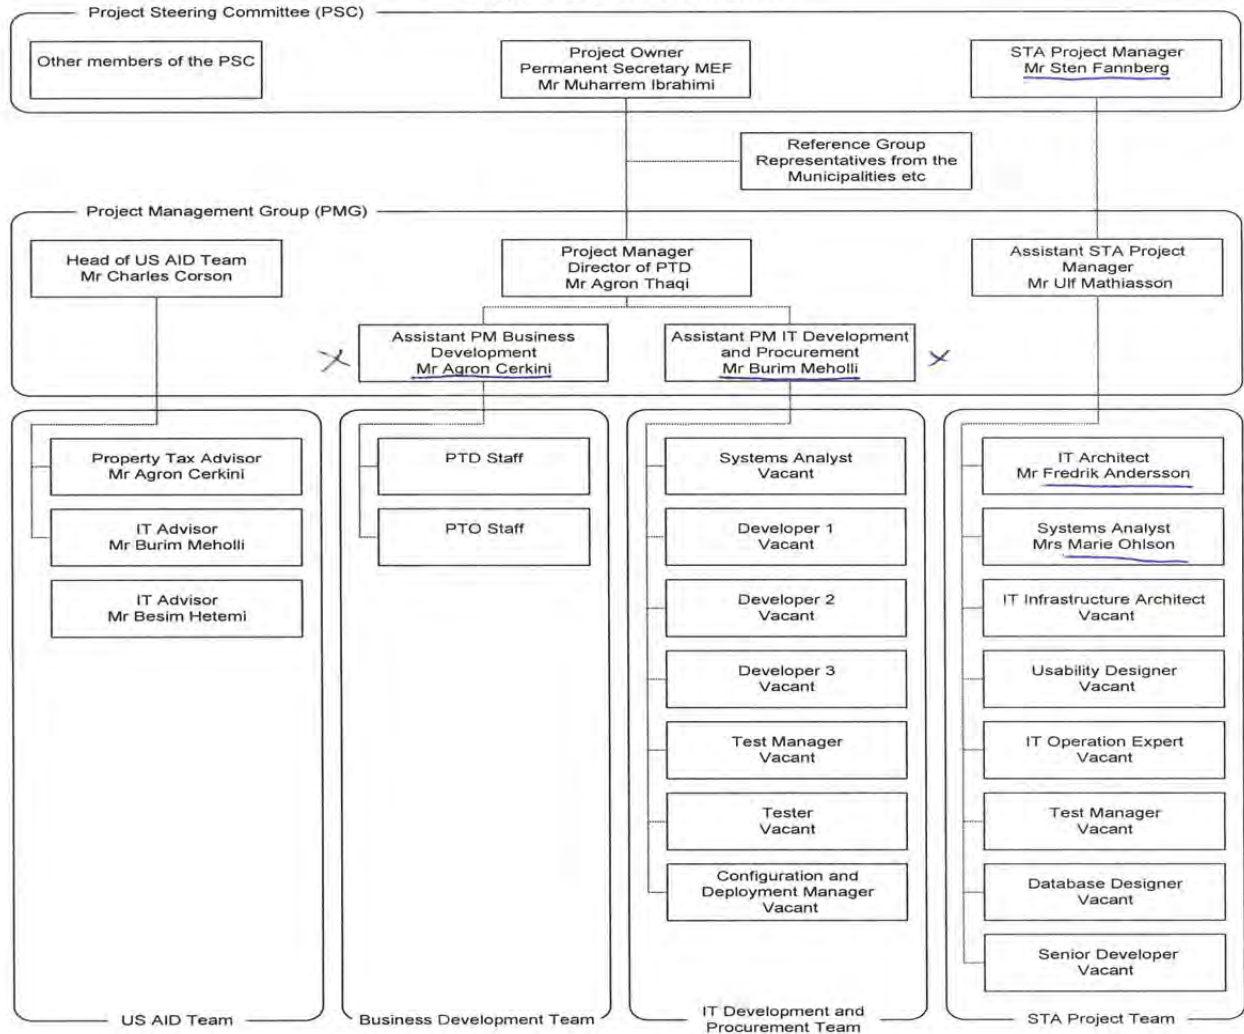 Project Steering Committee (PSC)
Other members of the PSC
Project Owner
Permanent Secretary MEF
Mr Muharrem Ibrahimi
STA Project Manager
Mr Sten Fannberg
Reference Group
Representatives from the
Municipalities etc
Project Management Group (PMG)
Head of US AID Team
Mr Charles Corson
Project Manager
Director of PTD
Mr Agron Thaqi
Assistant STA Project
Manager
Mr Ulf Mathiasson
Assistant PM Business
Development
Mr Agron Cerkini
Assistant PM IT Development
and Procurement
Mr Burim Meholli
Property Tax Advisor
Mr Agron Cerkini
IT Advisor
Mr Burim Meholli
IT Advisor
Mr Besim Hetemi
US AID Team
PTD Staff
PTO Staff
Business Development Team
Systems Analyst
Vacant
Developer 1
Vacant
Developer 2
Vacant
Developer 3
Vacant
Test Manager
Vacant
Tester
Vacant
Configuration and
Deployment Manager
Vacant
IT Development and
Procurement Team
IT Architect
Mr Fredrik Andersson
Systems Analyst
Mrs Marie Ohlson
IT Infrastructure Architect
Vacant
Usability Designer
Vacant
IT Operation Expert
Vacant
Test Manager
Vacant
Database Designer
Vacant
Senior Developer
Vacant
STA Project Team